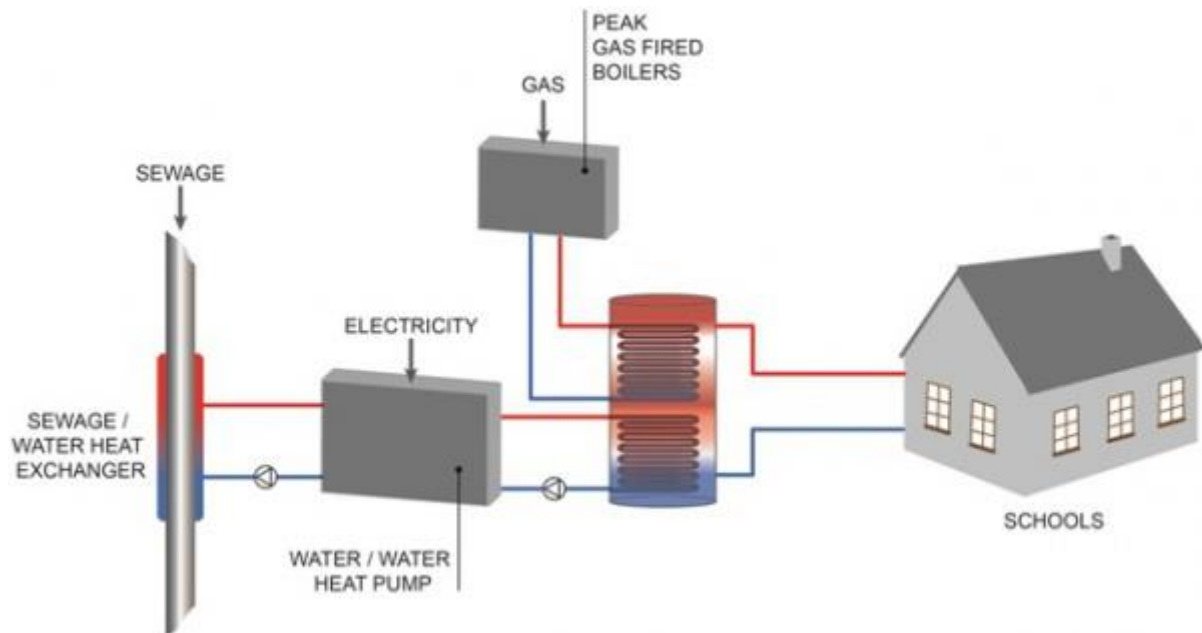 PEAK
GAS FIRED
BOILERS
GAS
SEWAGE
ELECTRICITY
SEWAGE /
WATER HEAT
EXCHANGER
WATER / WATER
HEAT PUMP
SCHOOLS